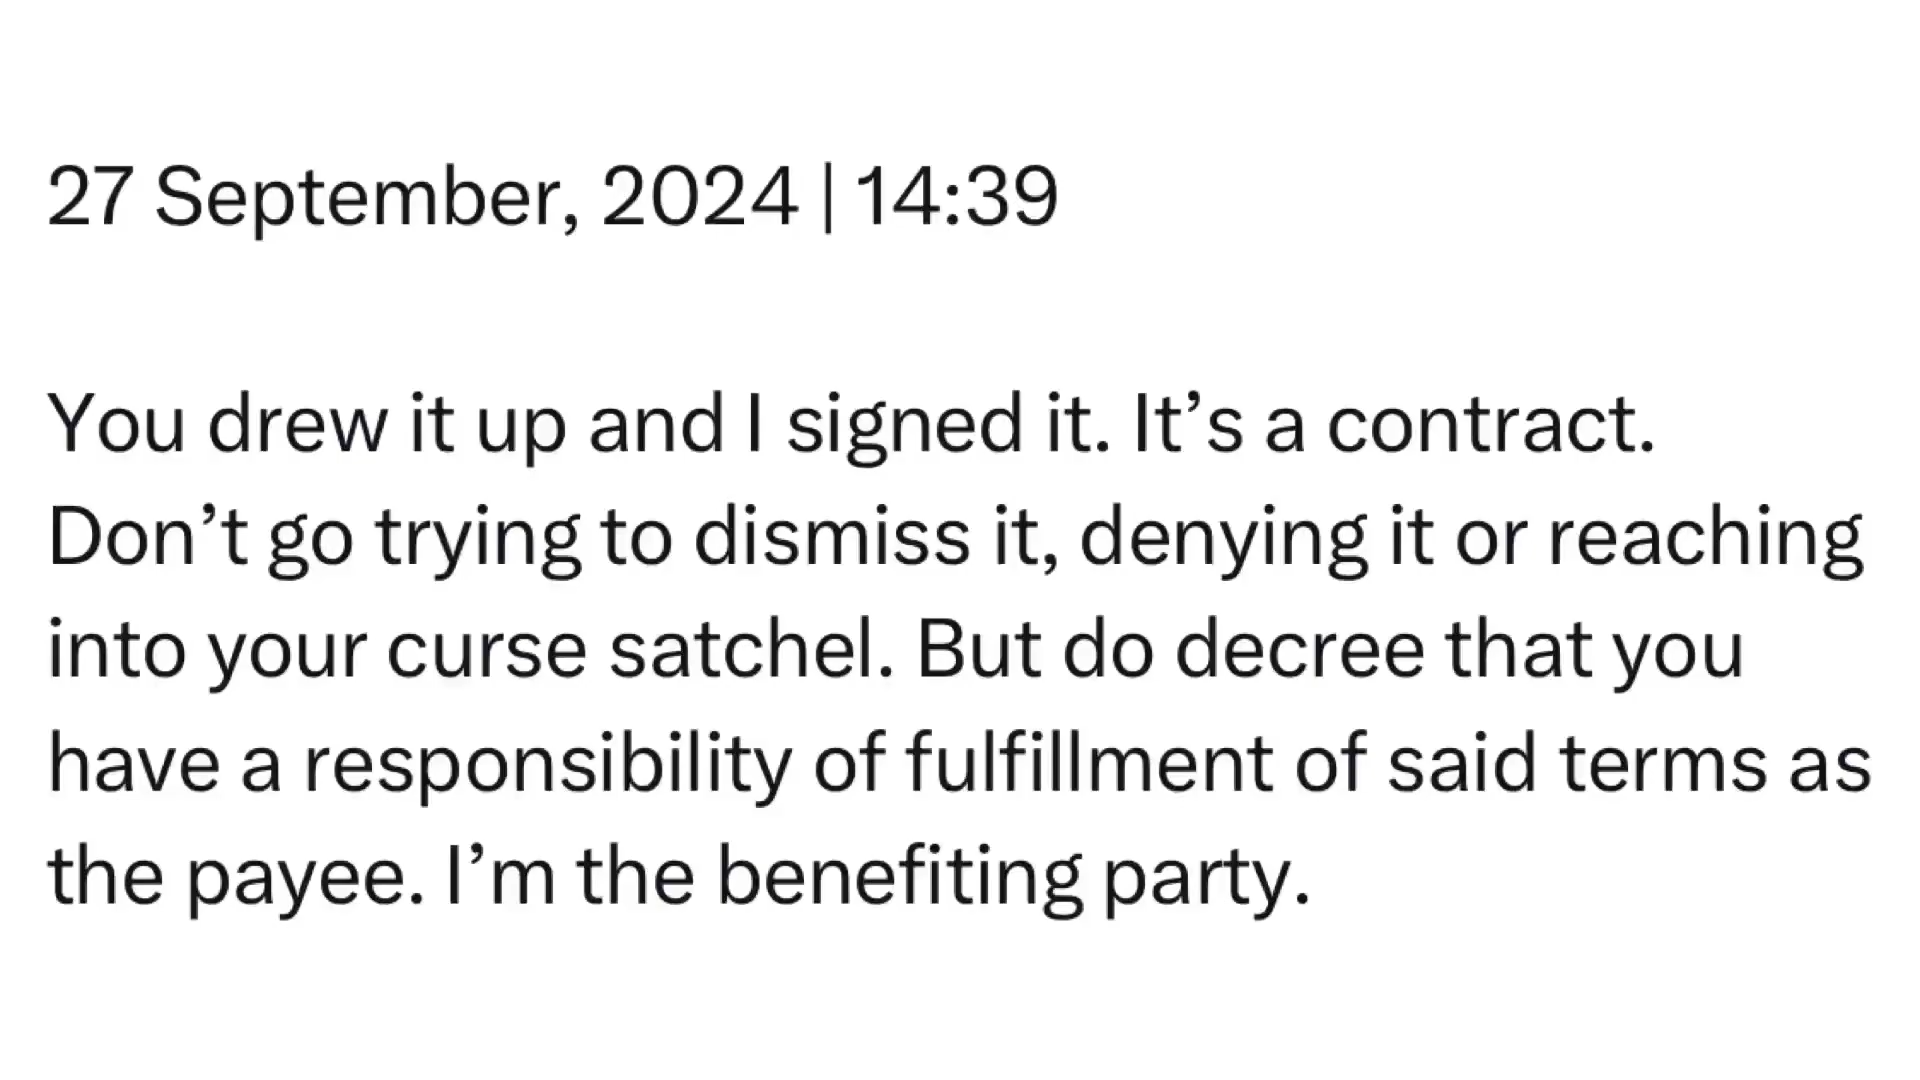 27 September, 2024 | 14:39
You drew it up and I signed it. It’s a contract.
Don’t go trying to dismiss it, denying it or reaching
into your curse satchel. But do decree that you
have a responsibility of fulfillment of said terms as
the payee. I’m the benefiting party.